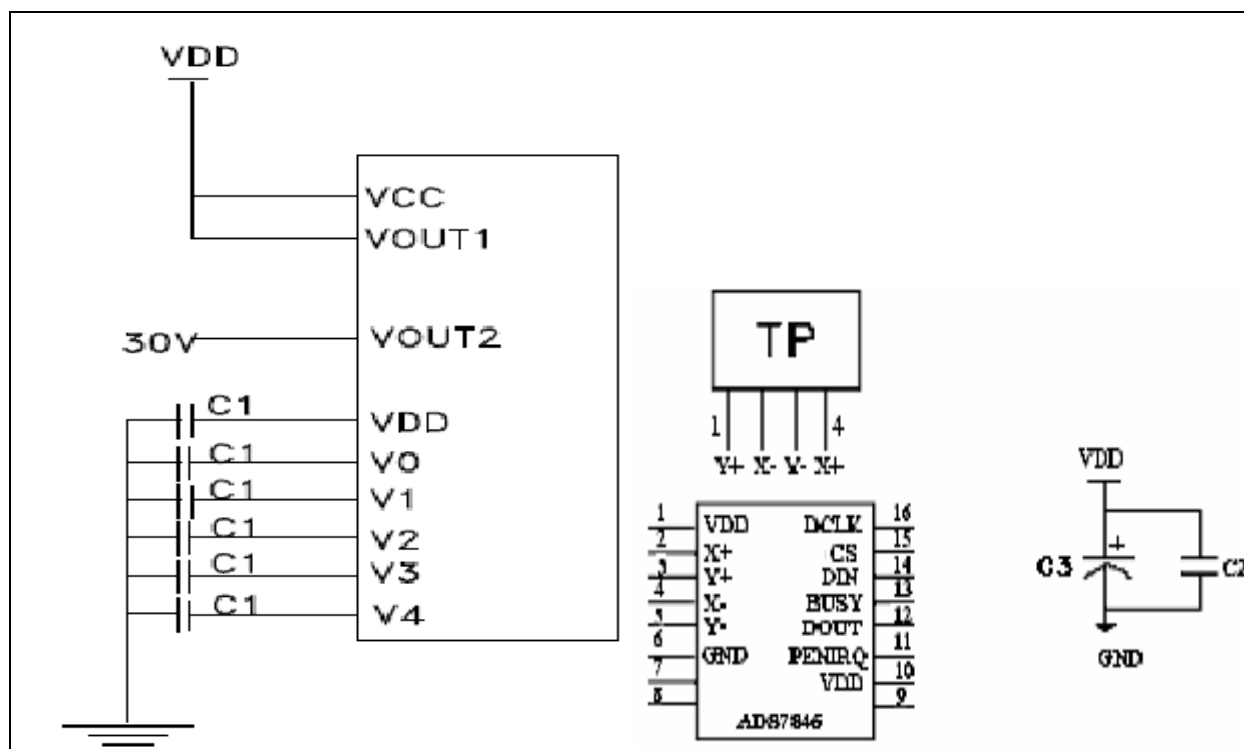 VDD
VCC
VOUT1
30V
VOUT2
C1
VDD
C1
V0
C1
V1
C1
V2
C1
V3
C1
V4
TP
1
4
Y+ X- Y- X+
1 VDD DCLK 16
2 X+ CS 15
3 Y+ DIN 14
4 X- BUSY 13
5 Y- DOUT 12
6 GND PENIRQ 11
7 VDD 10
8 9
ADS7846
VDD
+
C3
C2
GND